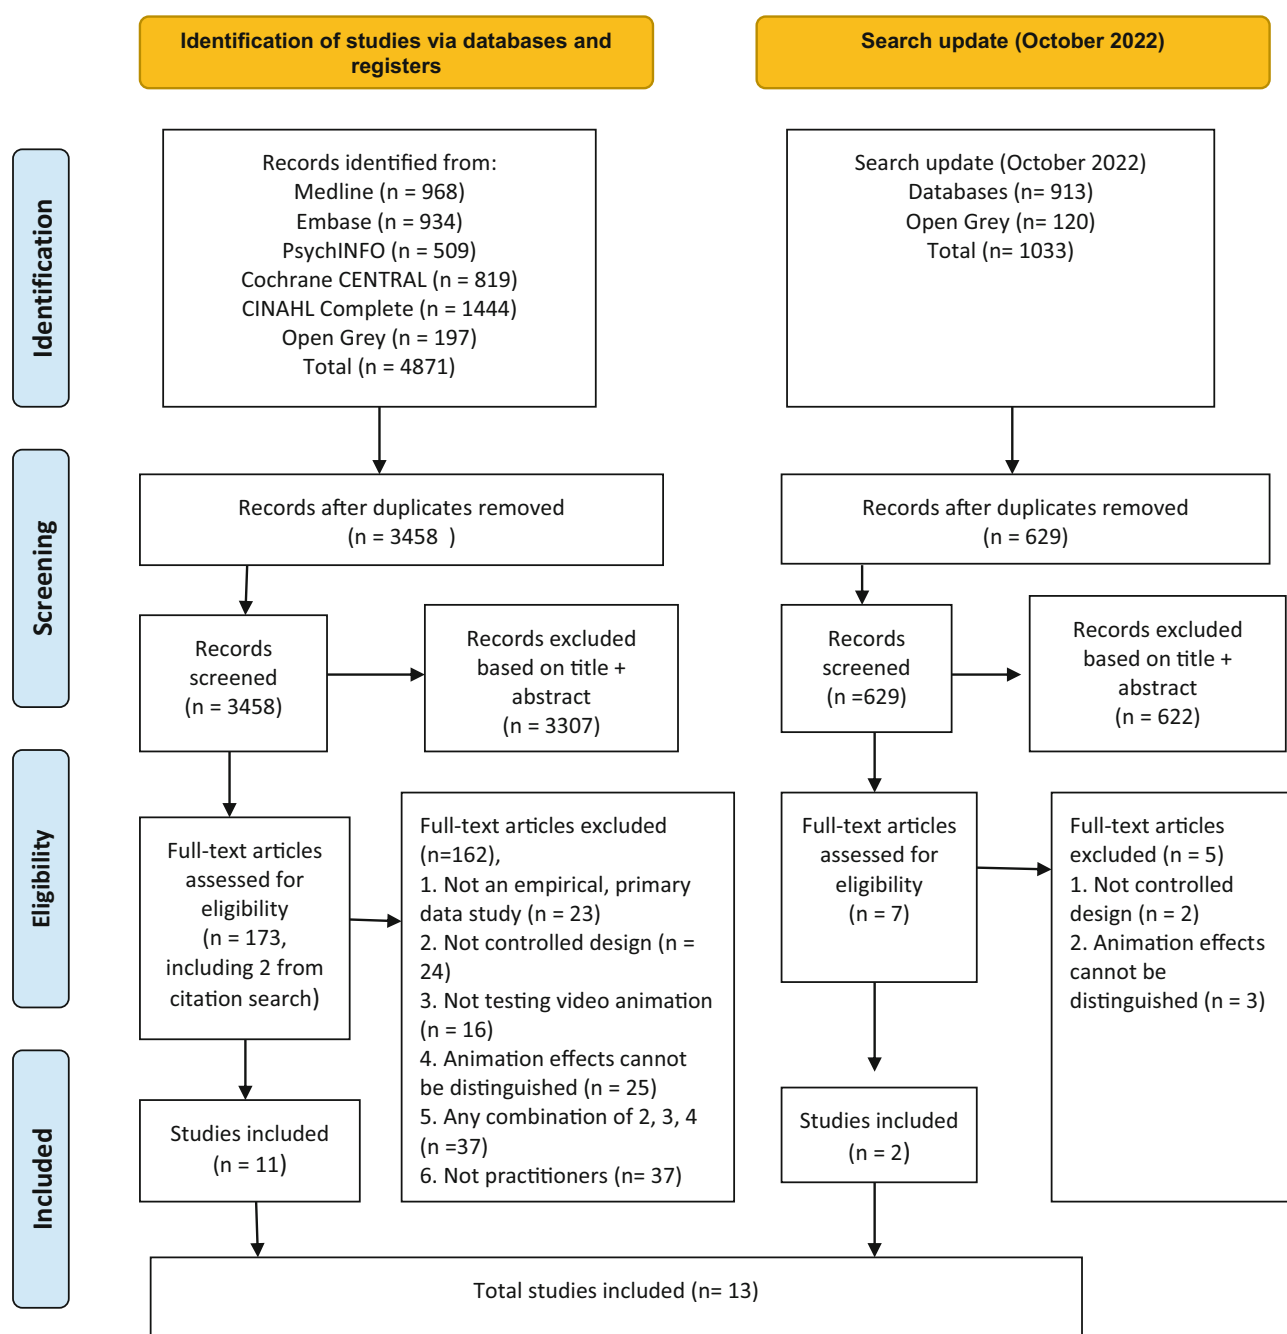 Identification of studies via databases and
registers
Search update (October 2022)
Identification
Records identified from:
Medline (n = 968)
Embase (n = 934)
PsychINFO (n = 509)
Cochrane CENTRAL (n = 819)
CINAHL Complete (n = 1444)
Open Grey (n = 197)
Total (n = 4871)
Search update (October 2022)
Databases (n= 913)
Open Grey (n= 120)
Total (n= 1033)
Screening
Records after duplicates removed
(n = 3458  )
Records after duplicates removed
(n = 629)
Records
screened
(n = 3458)
Records excluded
based on title +
abstract
(n = 3307)
Records
screened
(n =629)
Records excluded
based on title +
abstract
(n = 622)
Eligibility
Full-text articles
assessed for
eligibility
(n = 173,
including 2 from
citation search)
Full-text articles excluded
(n=162),
1. Not an empirical, primary
data study (n = 23)
2. Not controlled design (n =
24)
3. Not testing video animation
(n = 16)
4. Animation effects cannot
be distinguished (n = 25)
5. Any combination of 2, 3, 4
(n =37)
6. Not practitioners (n= 37)
Full-text articles
assessed for
eligibility
(n = 7)
Full-text articles
excluded (n = 5)
1. Not controlled
design (n = 2)
2. Animation effects
cannot be
distinguished (n = 3)
Included
Studies included
(n = 11)
Studies included
(n = 2)
Total studies included (n= 13)